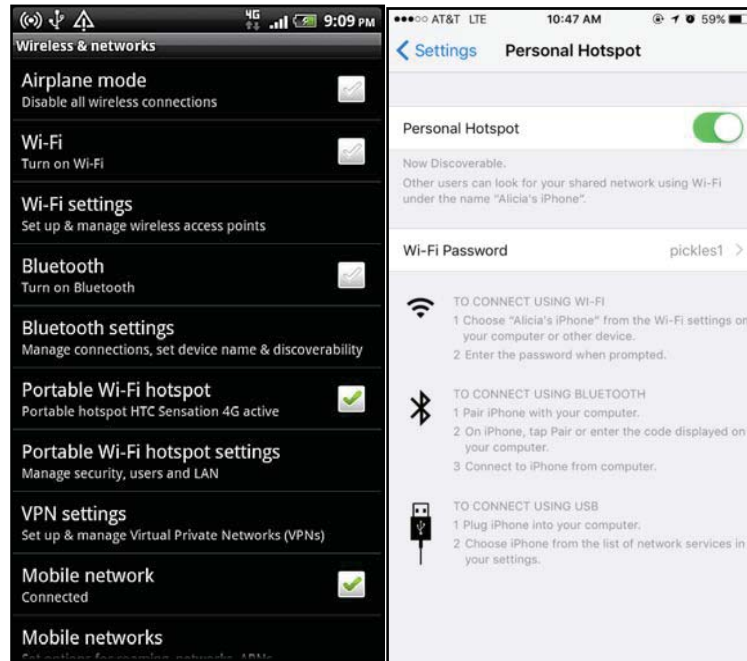 4G
9:09 PM
Wireless & networks
Airplane mode
Disable all wireless connections
Wi-Fi
Turn on Wi-Fi
Wi-Fi settings
Set up & manage wireless access points
Bluetooth
Turn on Bluetooth
Bluetooth settings
Manage connections, set device name & discoverability
Portable Wi-Fi hotspot
Portable hotspot HTC Sensation 4G active
Portable Wi-Fi hotspot settings
Manage security, users and LAN
VPN settings
Set up & manage Virtual Private Networks (VPNs)
Mobile network
Connected
Mobile networks
Set options for roaming, networks, APNs
AT&T LTE 10:47 AM 59%
Settings Personal Hotspot
Personal Hotspot
Now Discoverable.
Other users can look for your shared network using Wi-Fi
under the name "Alicia's iPhone".
Wi-Fi Password pickles1
TO CONNECT USING WI-FI
1 Choose "Alicia's iPhone" from the Wi-Fi settings on
your computer or other device.
2 Enter the password when prompted.
TO CONNECT USING BLUETOOTH
1 Pair iPhone with your computer.
2 On iPhone, tap Pair or enter the code displayed on
your computer.
3 Connect to iPhone from computer.
TO CONNECT USING USB
1 Plug iPhone into your computer.
2 Choose iPhone from the list of network services in
your settings.